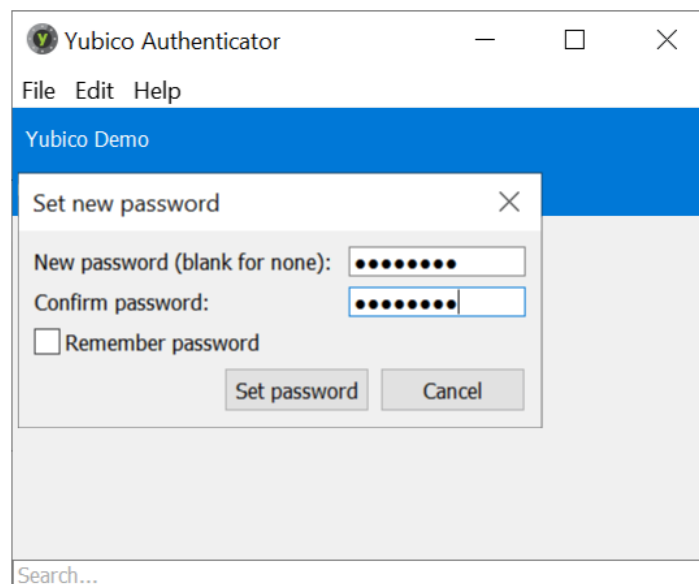 Yubico Authenticator
File Edit Help
Yubico Demo
Set new password
New password (blank for none): ●●●●●●●●
Confirm password: ●●●●●●●●
Remember password
Set password Cancel
Search...